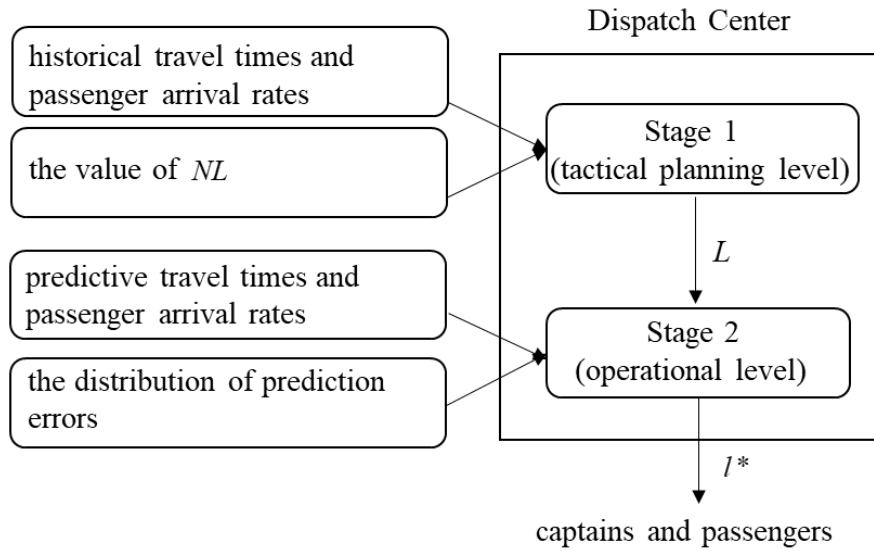 Dispatch Center
historical travel times and
passenger arrival rates
the value of NL
Stage 1
(tactical planning level)
L
predictive travel times and
passenger arrival rates
the distribution of prediction
errors
Stage 2
(operational level)
l*
captains and passengers